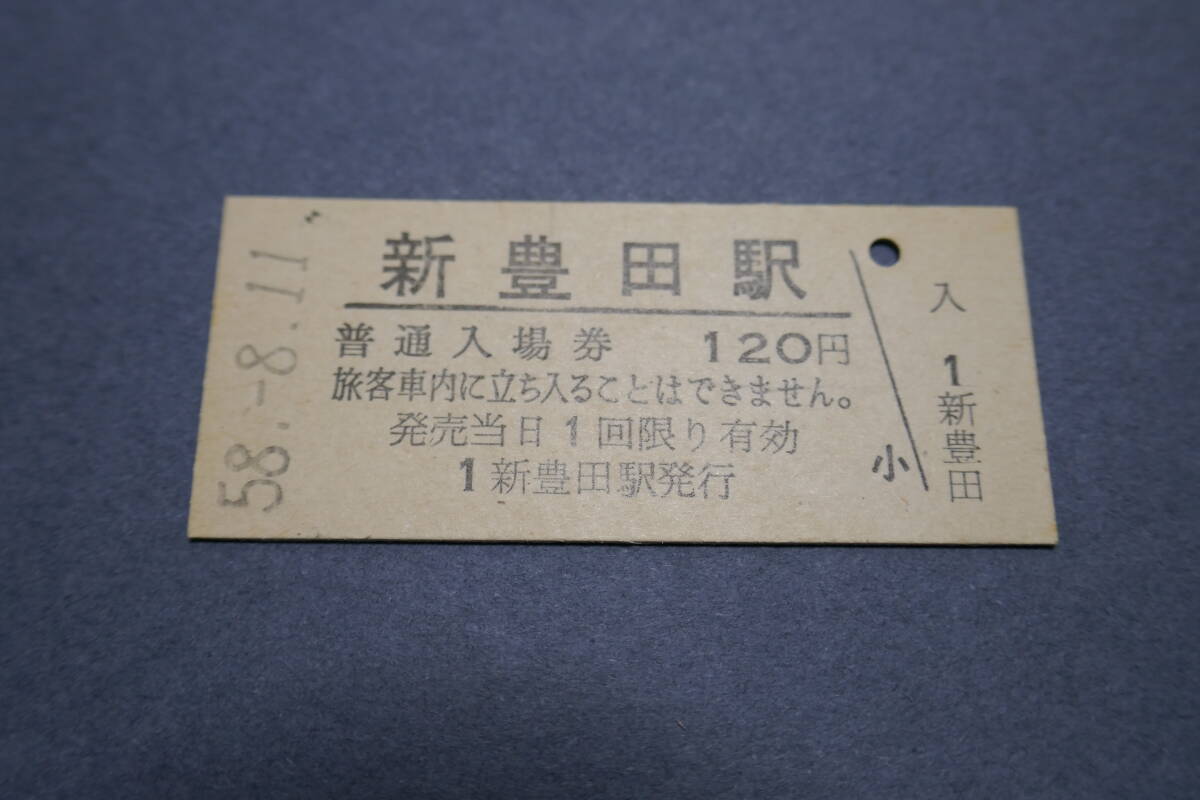 58.-8.11
新豊田駅
普通入場券 120円
旅客車内に立ち入ることはできません。
発売当日1回限り有効
1新豊田駅発行
小
入
1新豊田